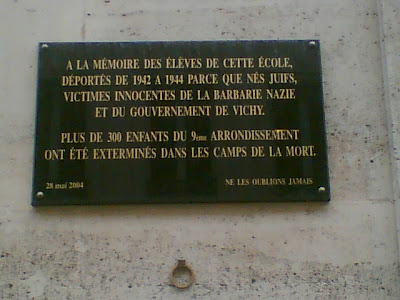 A LA MÉMOIRE DES ÉLÈVES DE CETTE ÉCOLE,
DÉPORTÉS DE 1942 A 1944 PARCE QUE NÉS JUIFS,
VICTIMES INNOCENTES DE LA BARBARIE NAZIE
ET DU GOUVERNEMENT DE VICHY.
PLUS DE 300 ENFANTS DU 9eme ARRONDISSEMENT
ONT ÉTÉ EXTERMINÉS DANS LES CAMPS DE LA MORT.
28 mai 2004 NE LES OUBLIONS JAMAIS